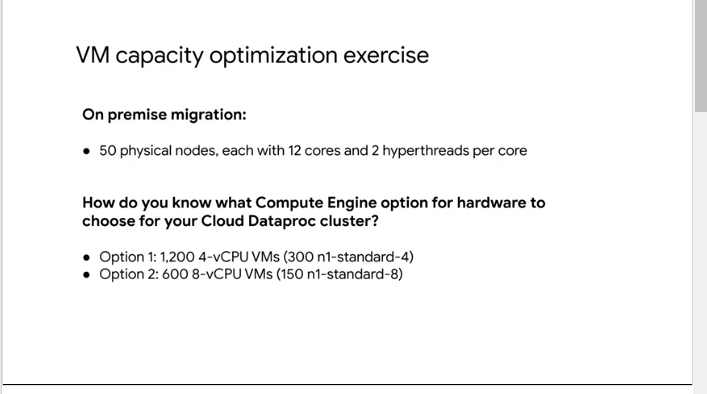 VM capacity optimization exercise
On premise migration:
● 50 physical nodes, each with 12 cores and 2 hyperthreads per core
How do you know what Compute Engine option for hardware to
choose for your Cloud Dataproc cluster?
● Option 1: 1,200 4-vCPU VMs (300 n1-standard-4)
● Option 2: 600 8-vCPU VMs (150 n1-standard-8)